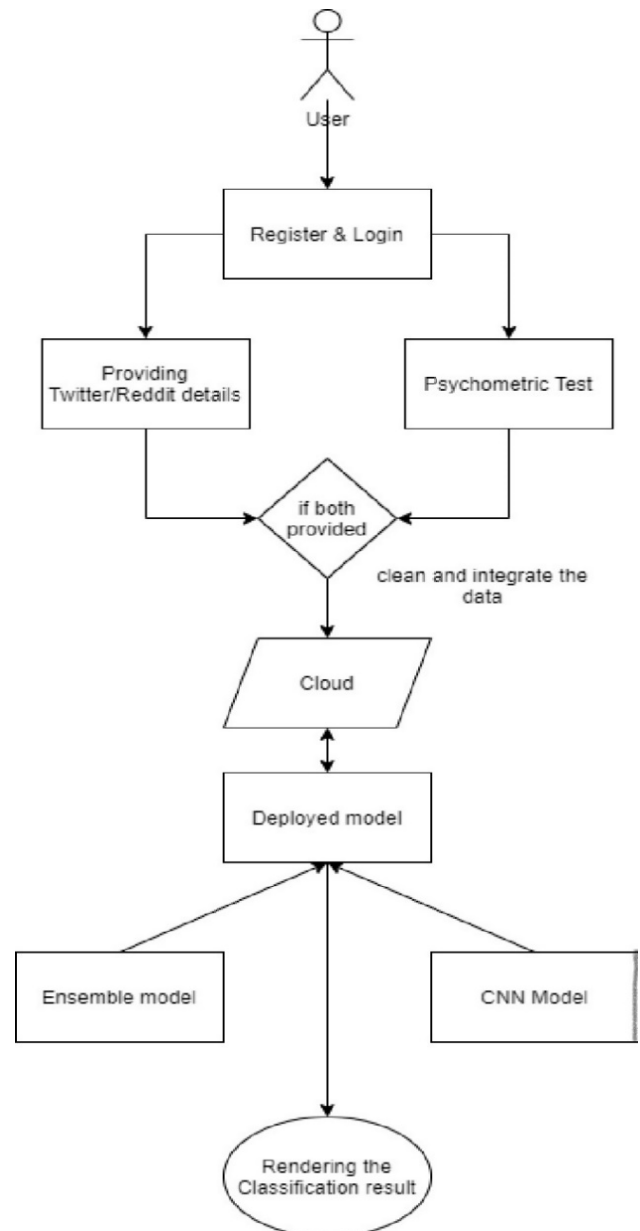 User
Register & Login
Providing
Twitter/Reddit details
Psychometric Test
if both
provided
clean and integrate the
data
Cloud
Deployed model
Ensemble model
CNN Model
Rendering the
Classification result